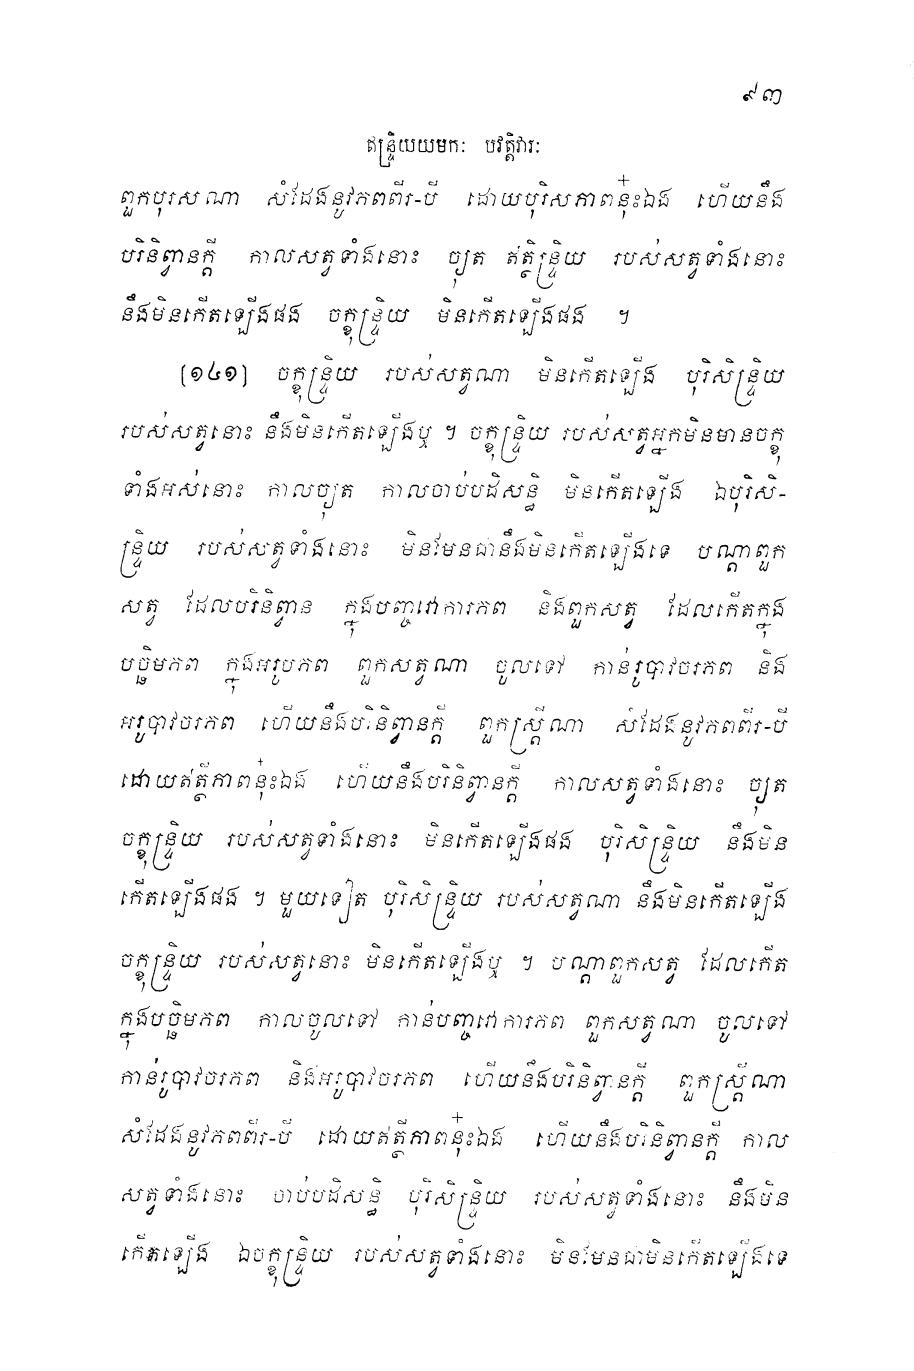 ៩៣
ឥន្ទ្រិយយមកៈ បវត្តិវារៈ
ពួកបុរសណា សំដែងនូវភពពីរ-បី ដោយបុរិសភាពនុ៎ះឯង ហើយនឹង
បរិនិព្វានក្តី កាលសត្វទាំងនោះ ច្យុត ឥត្ថិន្ទ្រិយ របស់សត្វទាំងនោះ
នឹងមិនកើតឡើងផង ចក្ខុន្ទ្រិយ មិនកើតឡើងផង ។
[១៤១] ចក្ខុន្ទ្រិយ របស់សត្វណា មិនកើតឡើង បុរិសិន្ទ្រិយ
របស់សត្វនោះ នឹងមិនកើតឡើងឬ ។ ចក្ខុន្ទ្រិយ របស់សត្វអ្នកមិនមានចក្ខុ
ទាំងអស់នោះ កាលច្យុត កាលចាប់បដិសន្ធិ មិនកើតឡើង ឯបុរិសិ-
ន្ទ្រិយ របស់សត្វទាំងនោះ មិនមែនជានឹងមិនកើតឡើងទេ បណ្តាពួក
សត្វ ដែលបរិនិព្វាន ក្នុងបញ្ចវោការភព និងពួកសត្វ ដែលកើតក្នុង
បច្ឆិមភព ក្នុងអរូបភព ពួកសត្វណា ចូលទៅ កាន់រូបាវចរភព និង
អរូបាវចរភព ហើយនឹងបរិនិព្វានក្តី ពួកស្ត្រីណា សំដែងនូវភពពីរ-បី
ដោយឥត្ថីភាពនុ៎ះឯង ហើយនឹងបរិនិព្វានក្តី កាលសត្វទាំងនោះ ច្យុត
ចក្ខុន្ទ្រិយ របស់សត្វទាំងនោះ មិនកើតឡើងផង បុរិសិន្ទ្រិយ នឹងមិន
កើតឡើងផង ។ មួយទៀត បុរិសិន្ទ្រិយ របស់សត្វណា នឹងមិនកើតឡើង
ចក្ខុន្ទ្រិយ របស់សត្វនោះ មិនកើតឡើងឬ ។ បណ្តាពួកសត្វ ដែលកើត
ក្នុងបច្ឆិមភព កាលចូលទៅ កាន់បញ្ចវោការភព ពួកសត្វណា ចូលទៅ
កាន់រូបាវចរភព និងអរូបាវចរភព ហើយនឹងបរិនិព្វានក្តី ពួកស្ត្រីណា
សំដែងនូវភពពីរ-បី ដោយឥត្ថីភាពនុ៎ះឯង ហើយនឹងបរិនិព្វានក្តី កាល
សត្វទាំងនោះ ចាប់បដិសន្ធិ បុរិសិន្ទ្រិយ របស់សត្វទាំងនោះ នឹងមិន
កើតឡើង ឯចក្ខុន្ទ្រិយ របស់សត្វទាំងនោះ មិនមែនជាមិនកើតឡើងទេ